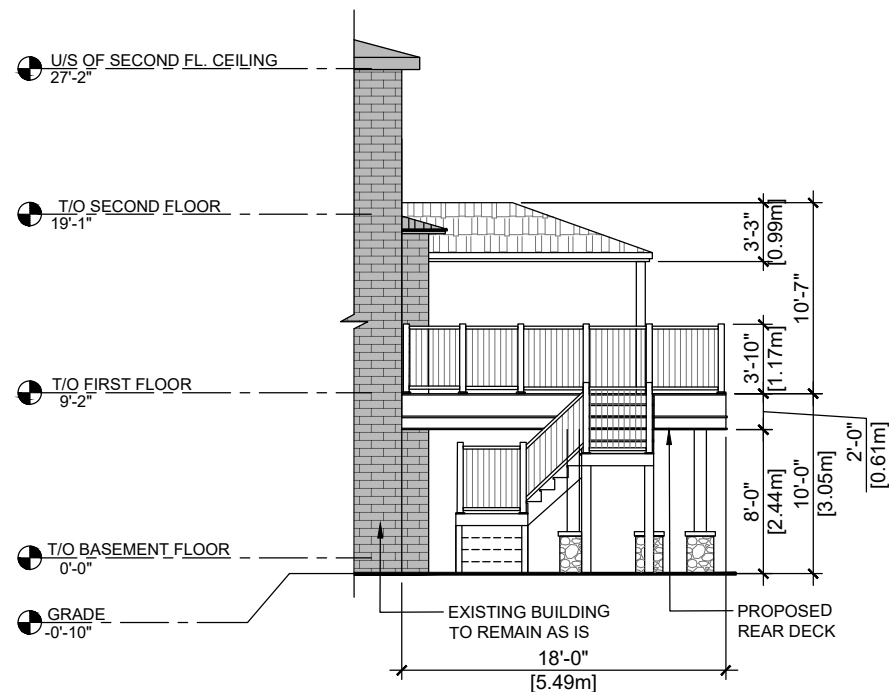 U/S OF SECOND FL. CEILING
27'-2"
T/O SECOND FLOOR
19'-1"
T/O FIRST FLOOR
9'-2"
T/O BASEMENT FLOOR
0'-0"
GRADE
-0'-10"
3'-3"
[0.99m]
10'-7"
3'-10"
[1.17m]
2'-0"
[0.61m]
8'-0"
[2.44m]
10'-0"
[3.05m]
EXISTING BUILDING
TO REMAIN AS IS
PROPOSED
REAR DECK
18'-0"
[5.49m]